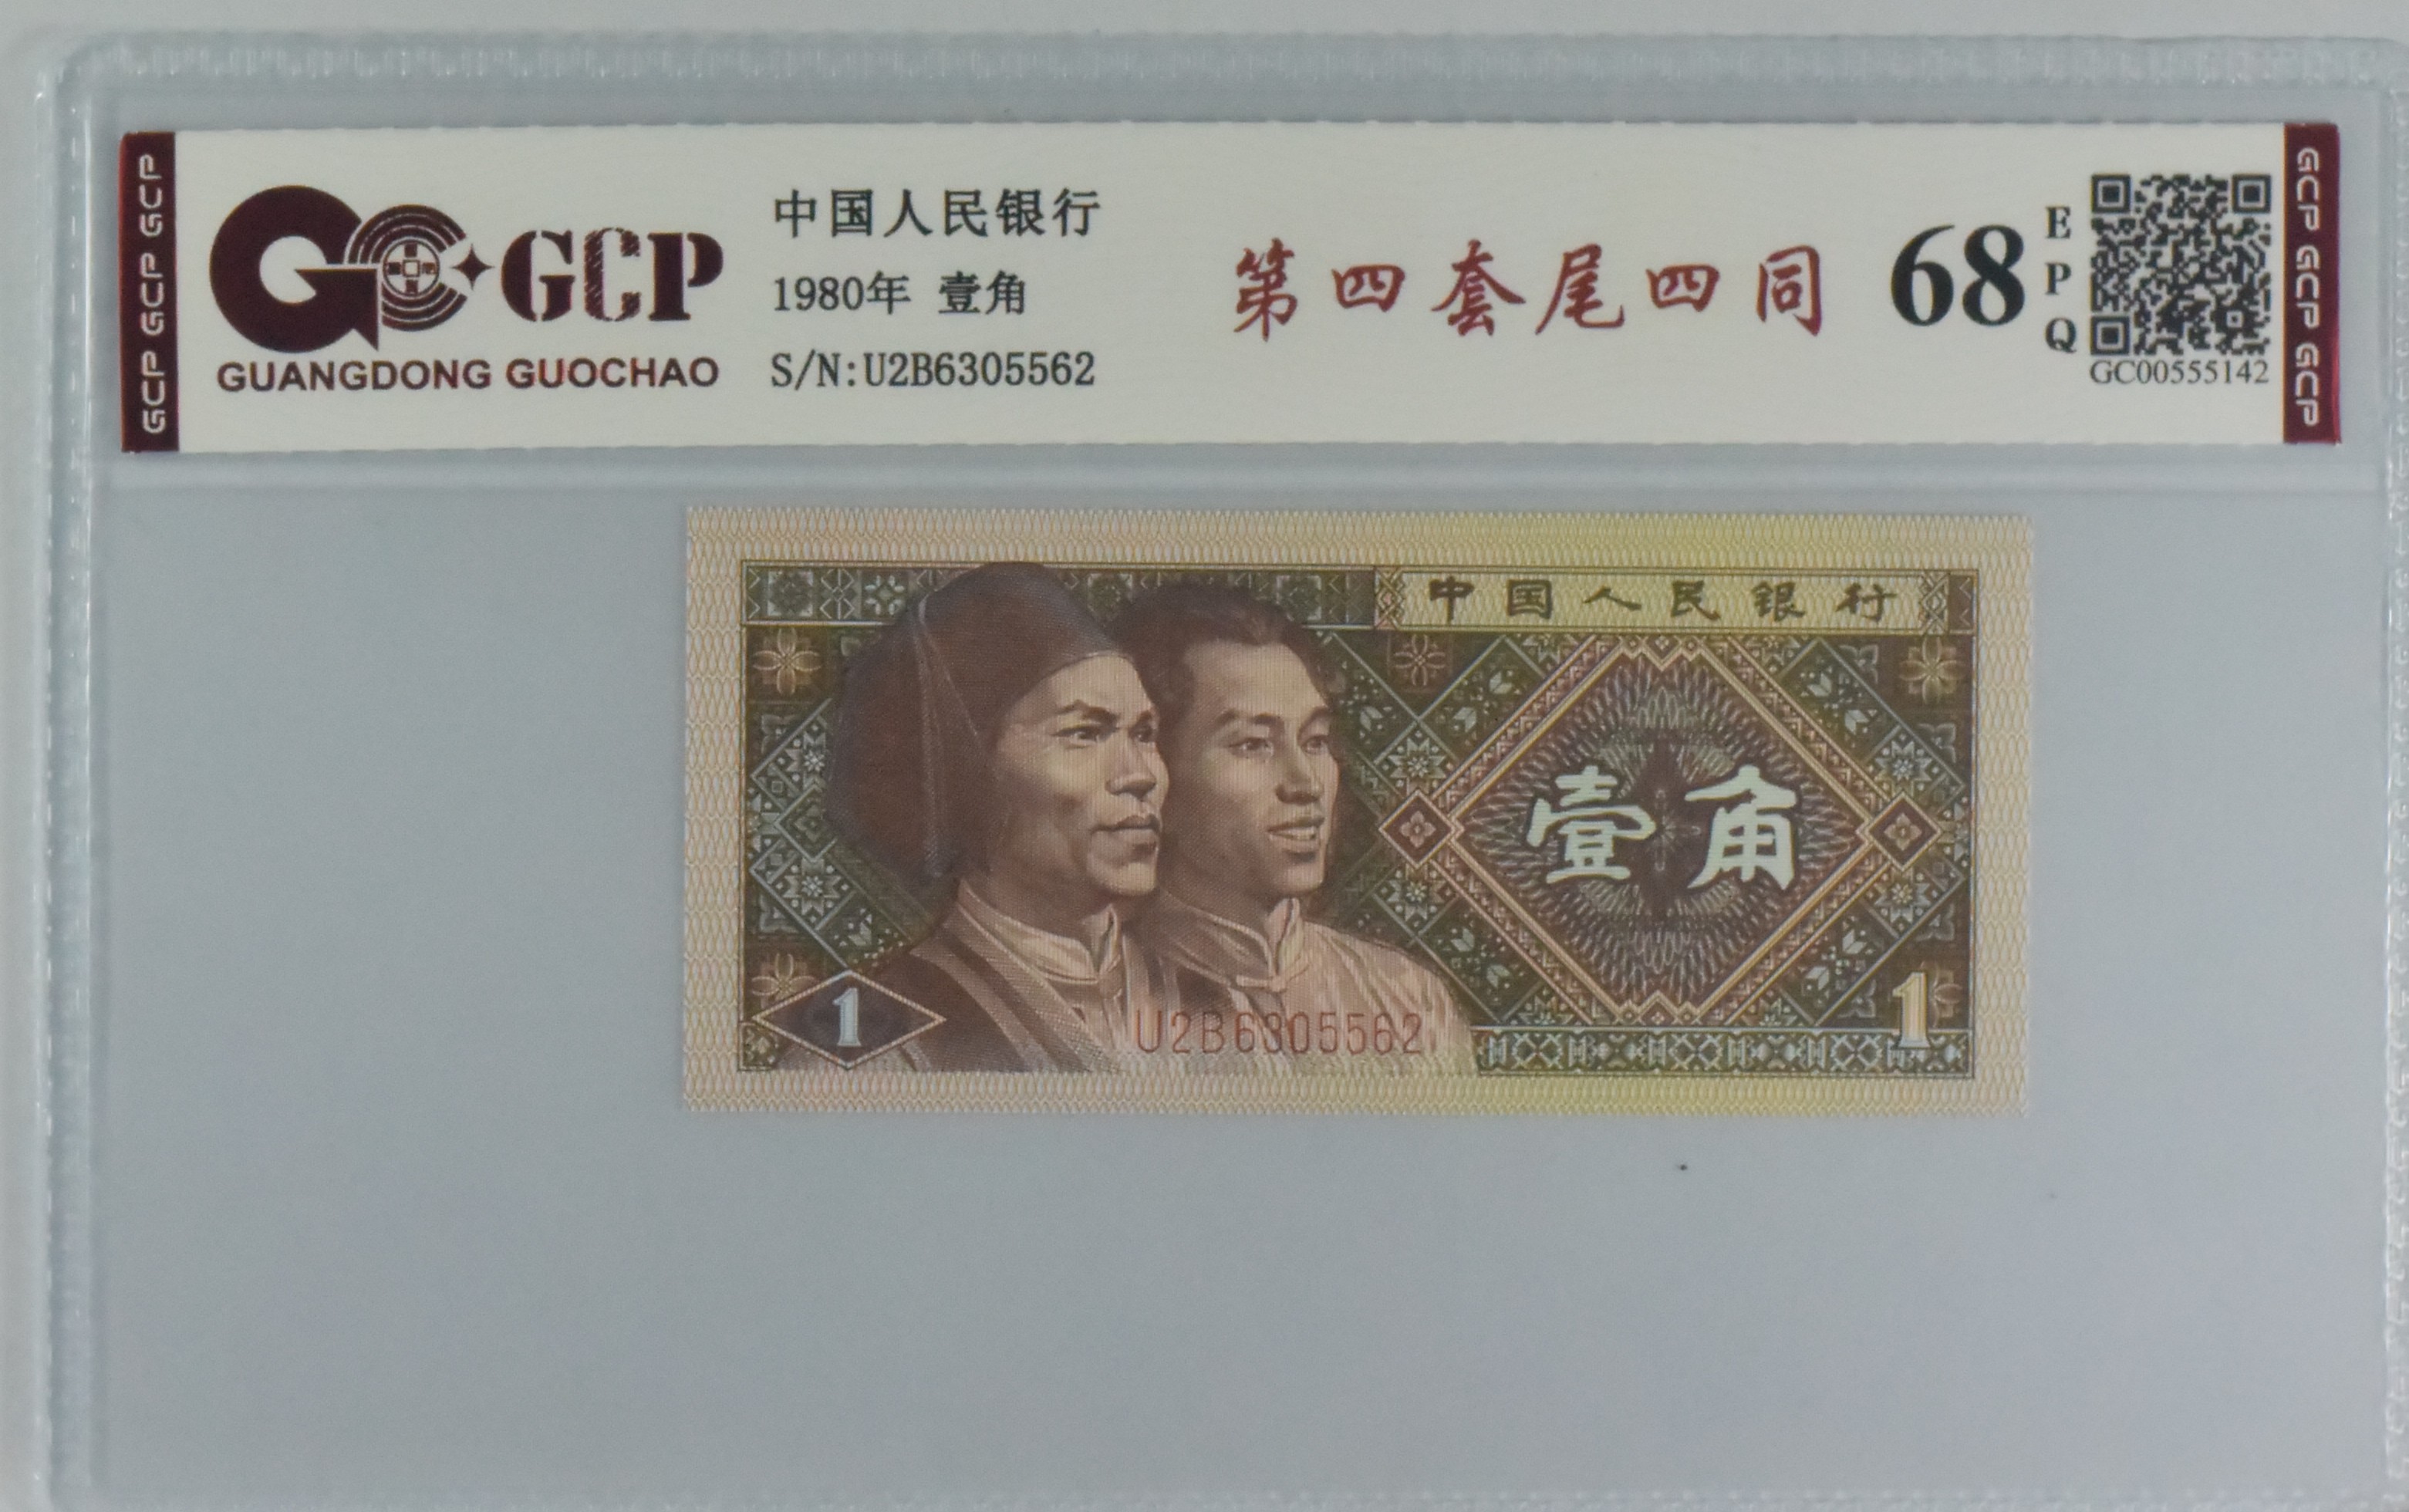 GCP GCP GCP
GCP
GUANGDONG GUOCHAO
中国人民银行
1980年 壹角
S/N:U2B6305562
第四套尾四同
68
EPQ
GC00555142
GCP GCP GCP
中国人民银行
壹角
1
U2B6305562
1